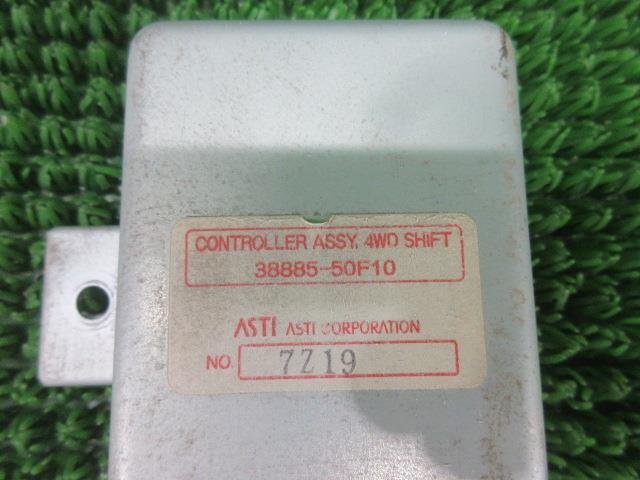 CONTROLLER ASSY, 4WD SHIFT
38885-50F10
ASTI ASTI CORPORATION
NO. 7Z19